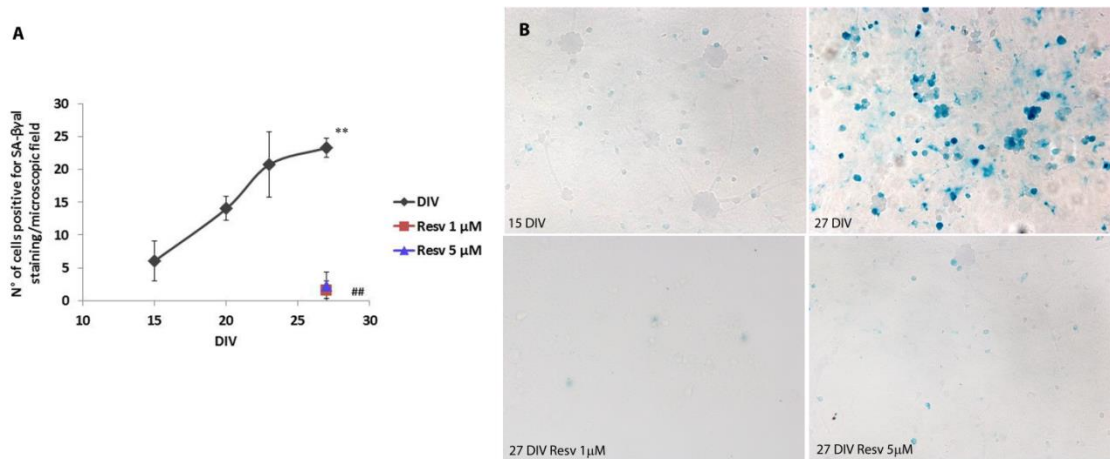 A
N° of cells positive for SA-βyal
staining/microscopic field
30
25
20
15
10
5
0
10
15
20
25
30
DIV
**
##
DIV
Resv 1 µM
Resv 5 µM
B
15 DIV
27 DIV
27 DIV Resv 1µM
27 DIV Resv 5µM